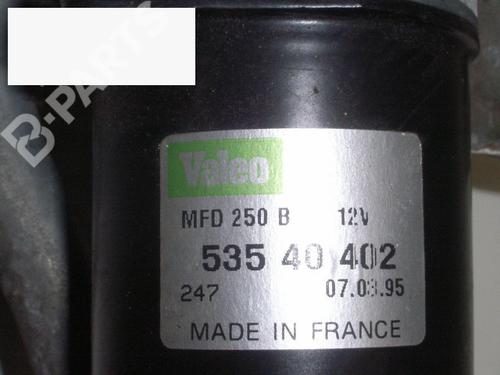 B-PARTS
Valeo
MFD 250 B 12V
535 40 402
247 07.03.95
MADE IN FRANCE